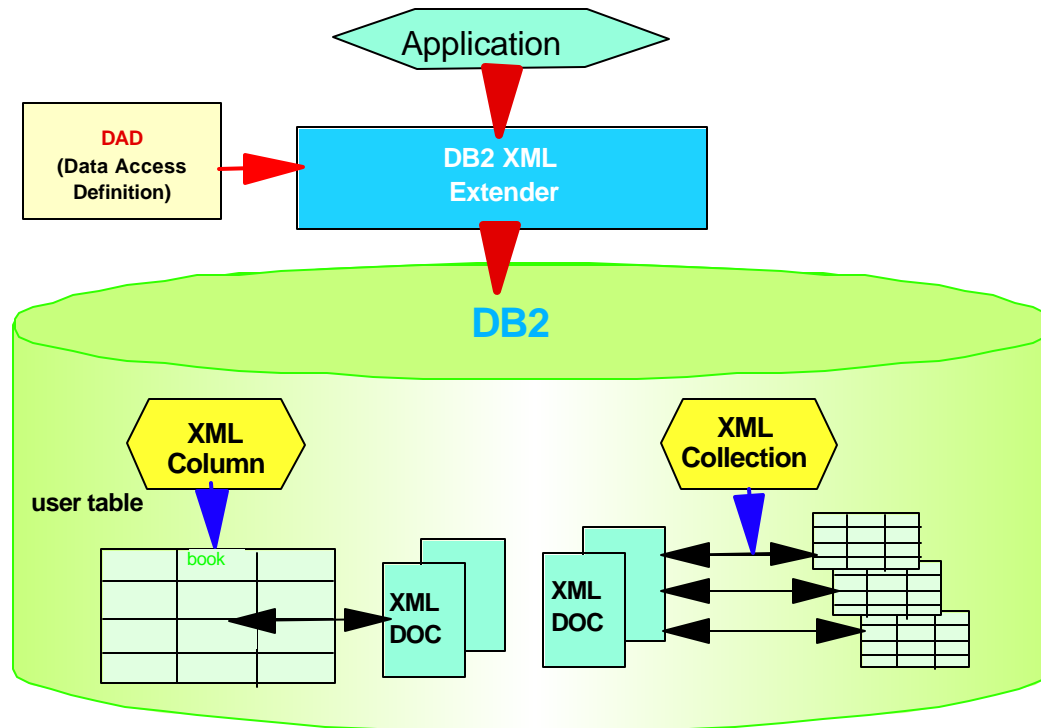 Application
DAD
(Data Access
Definition)
DB2 XML
Extender
DB2
XML
Column
XML
Collection
user table
book
XML
DOC
XML
DOC